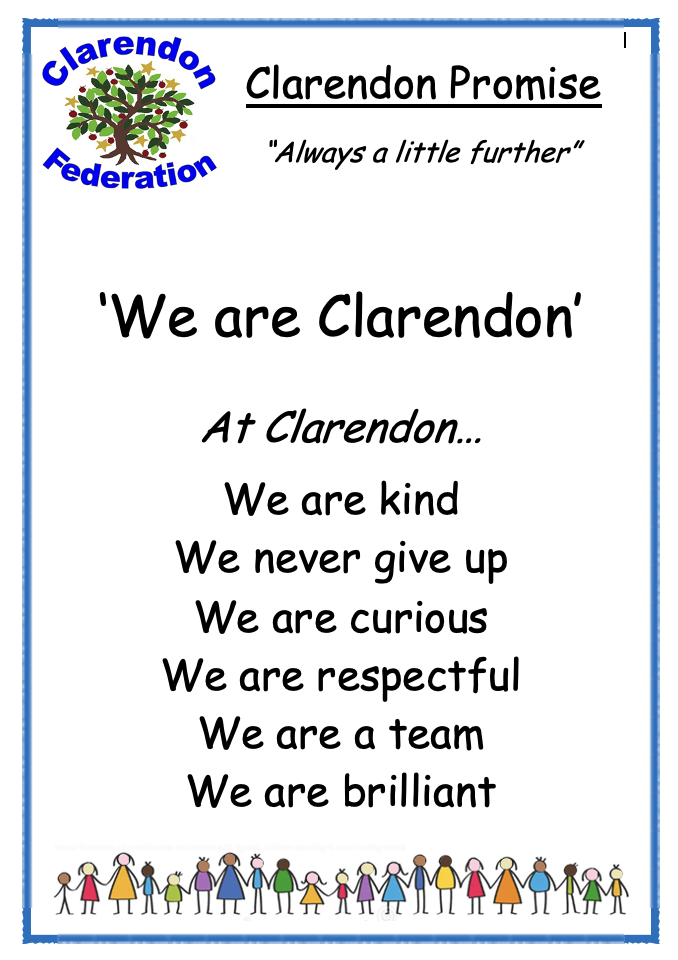 Clarendon
Federation
Clarendon Promise
“Always a little further”
‘We are Clarendon’
At Clarendon…
We are kind
We never give up
We are curious
We are respectful
We are a team
We are brilliant